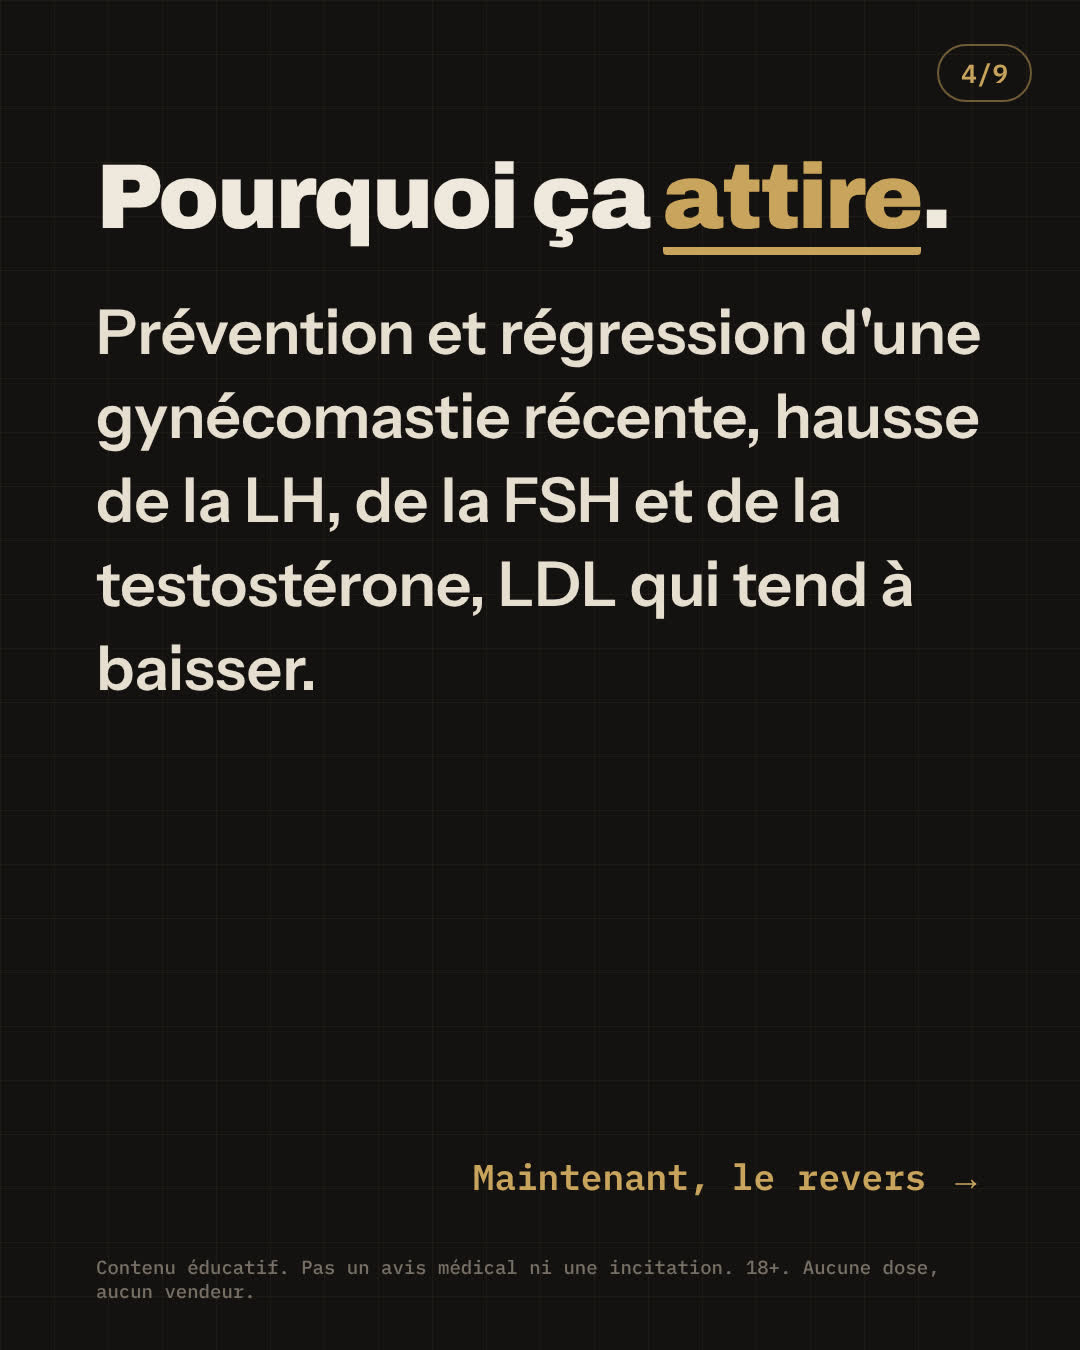 4/9
Pourquoi ça attire.
Prévention et régression d'une
gynécomastie récente, hausse
de la LH, de la FSH et de la
testostérone, LDL qui tend à
baisser.
Maintenant, le revers →
Contenu éducatif. Pas un avis médical ni une incitation. 18+. Aucune dose,
aucun vendeur.